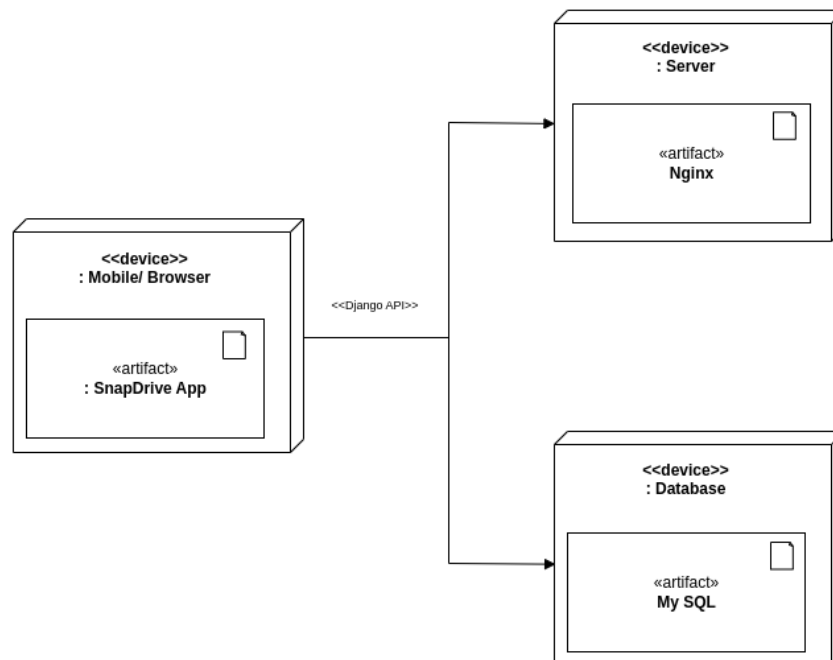 <<device>>
: Server
«artifact»
Nginx
<<device>>
: Mobile/ Browser
<<Django API>>
«artifact»
: SnapDrive App
<<device>>
: Database
«artifact»
My SQL